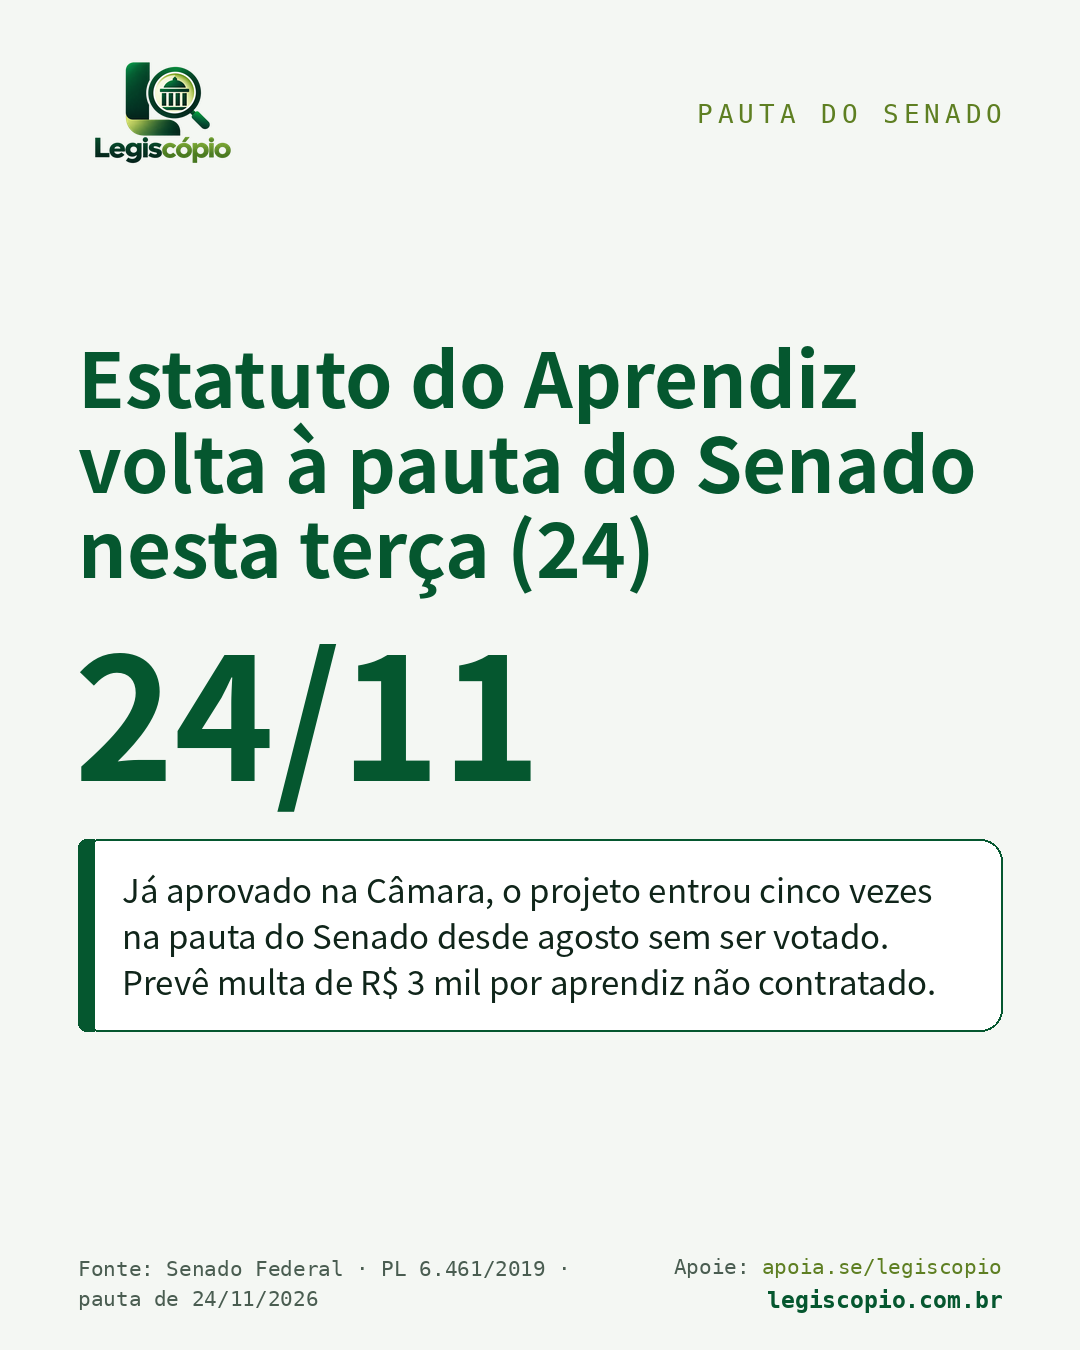 Legiscópio
PAUTA DO SENADO
Estatuto do Aprendiz
volta à pauta do Senado
nesta terça (24)
24/11
Já aprovado na Câmara, o projeto entrou cinco vezes
na pauta do Senado desde agosto sem ser votado.
Prevê multa de R$ 3 mil por aprendiz não contratado.
Fonte: Senado Federal · PL 6.461/2019 ·
pauta de 24/11/2026
Apoie: apoia.se/legiscopio
legiscopio.com.br